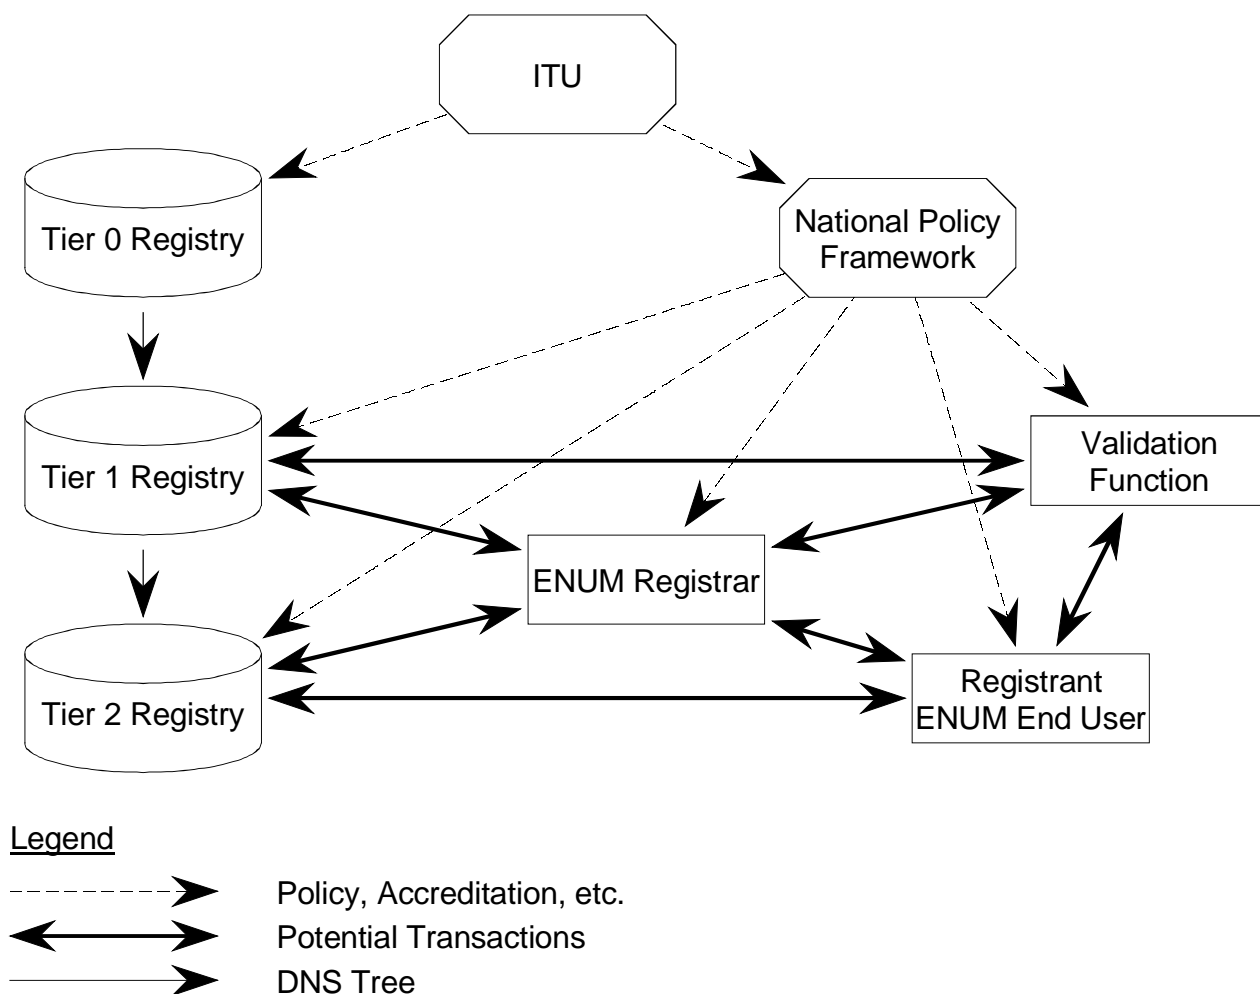 ITU
Tier 0 Registry
National Policy
Framework
Tier 1 Registry
Validation
Function
ENUM Registrar
Tier 2 Registry
Registrant
ENUM End User
Legend
Policy, Accreditation, etc.
Potential Transactions
DNS Tree